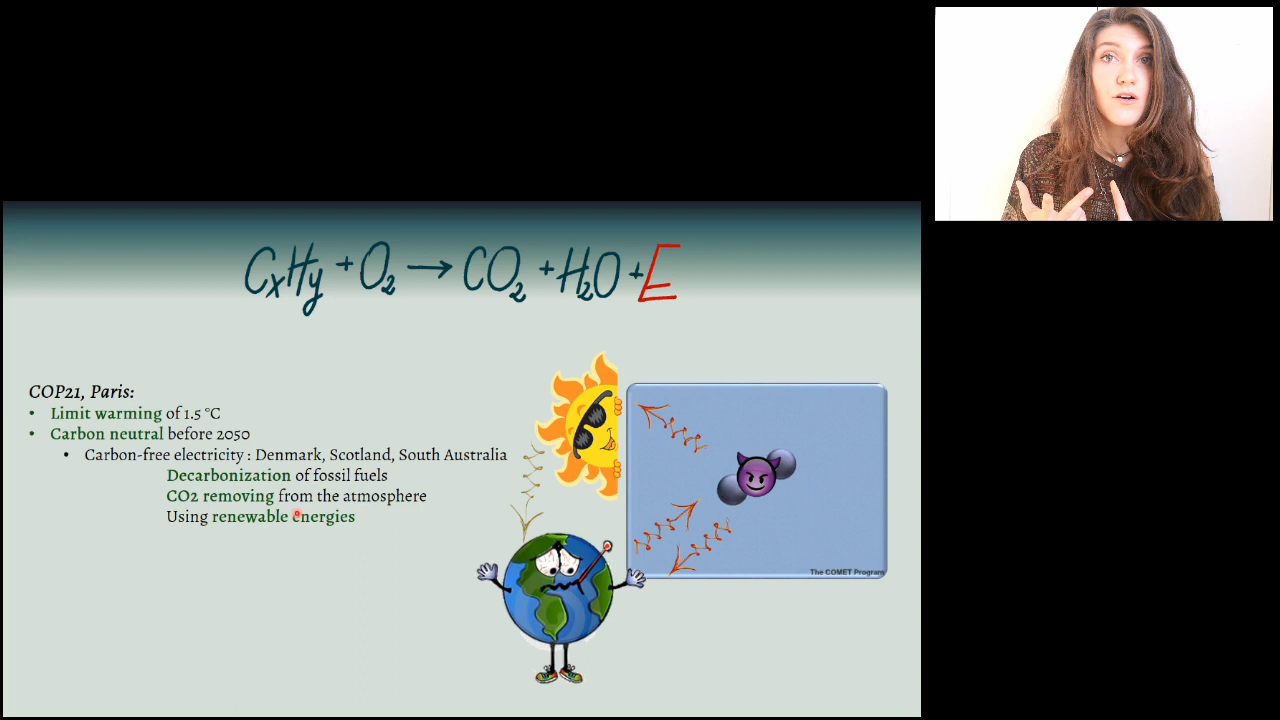 CxHy + O2 → CO2 + H2O + E
COP21, Paris:
• Limit warming of 1.5 °C
• Carbon neutral before 2050
• Carbon-free electricity : Denmark, Scotland, South Australia
Decarbonization of fossil fuels
CO2 removing from the atmosphere
Using renewable energies
The COMET Program